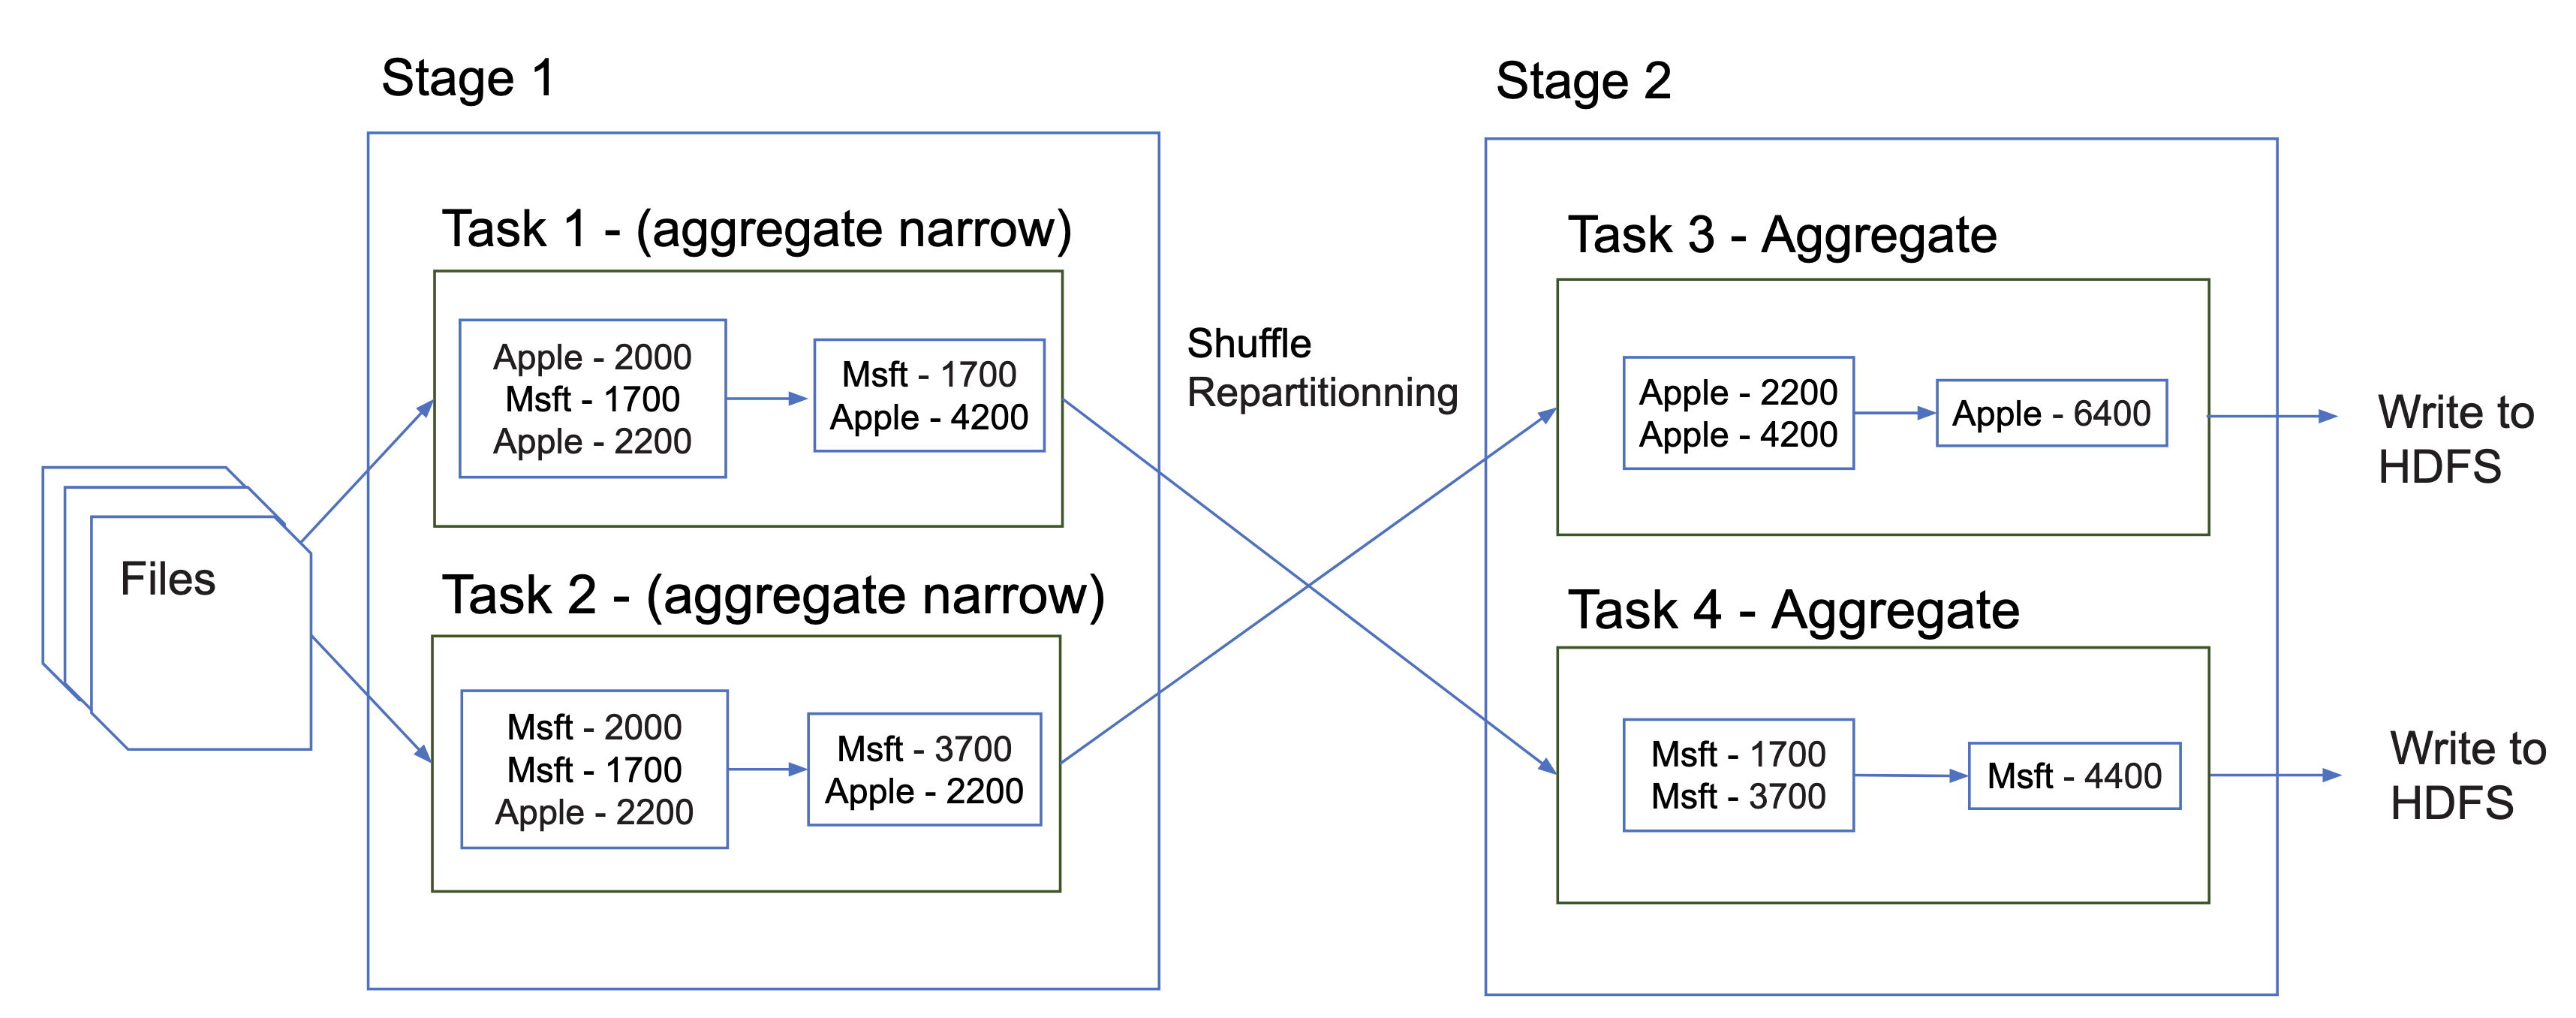 Stage 1
Task 1 - (aggregate narrow)
Apple - 2000
Msft - 1700
Apple - 2200
Msft - 1700
Apple - 4200
Files
Task 2 - (aggregate narrow)
Msft - 2000
Msft - 1700
Apple - 2200
Msft - 3700
Apple - 2200
Shuffle
Repartitionning
Stage 2
Task 3 - Aggregate
Apple - 2200
Apple - 4200
Apple - 6400
Write to
HDFS
Task 4 - Aggregate
Msft - 1700
Msft - 3700
Msft - 4400
Write to
HDFS